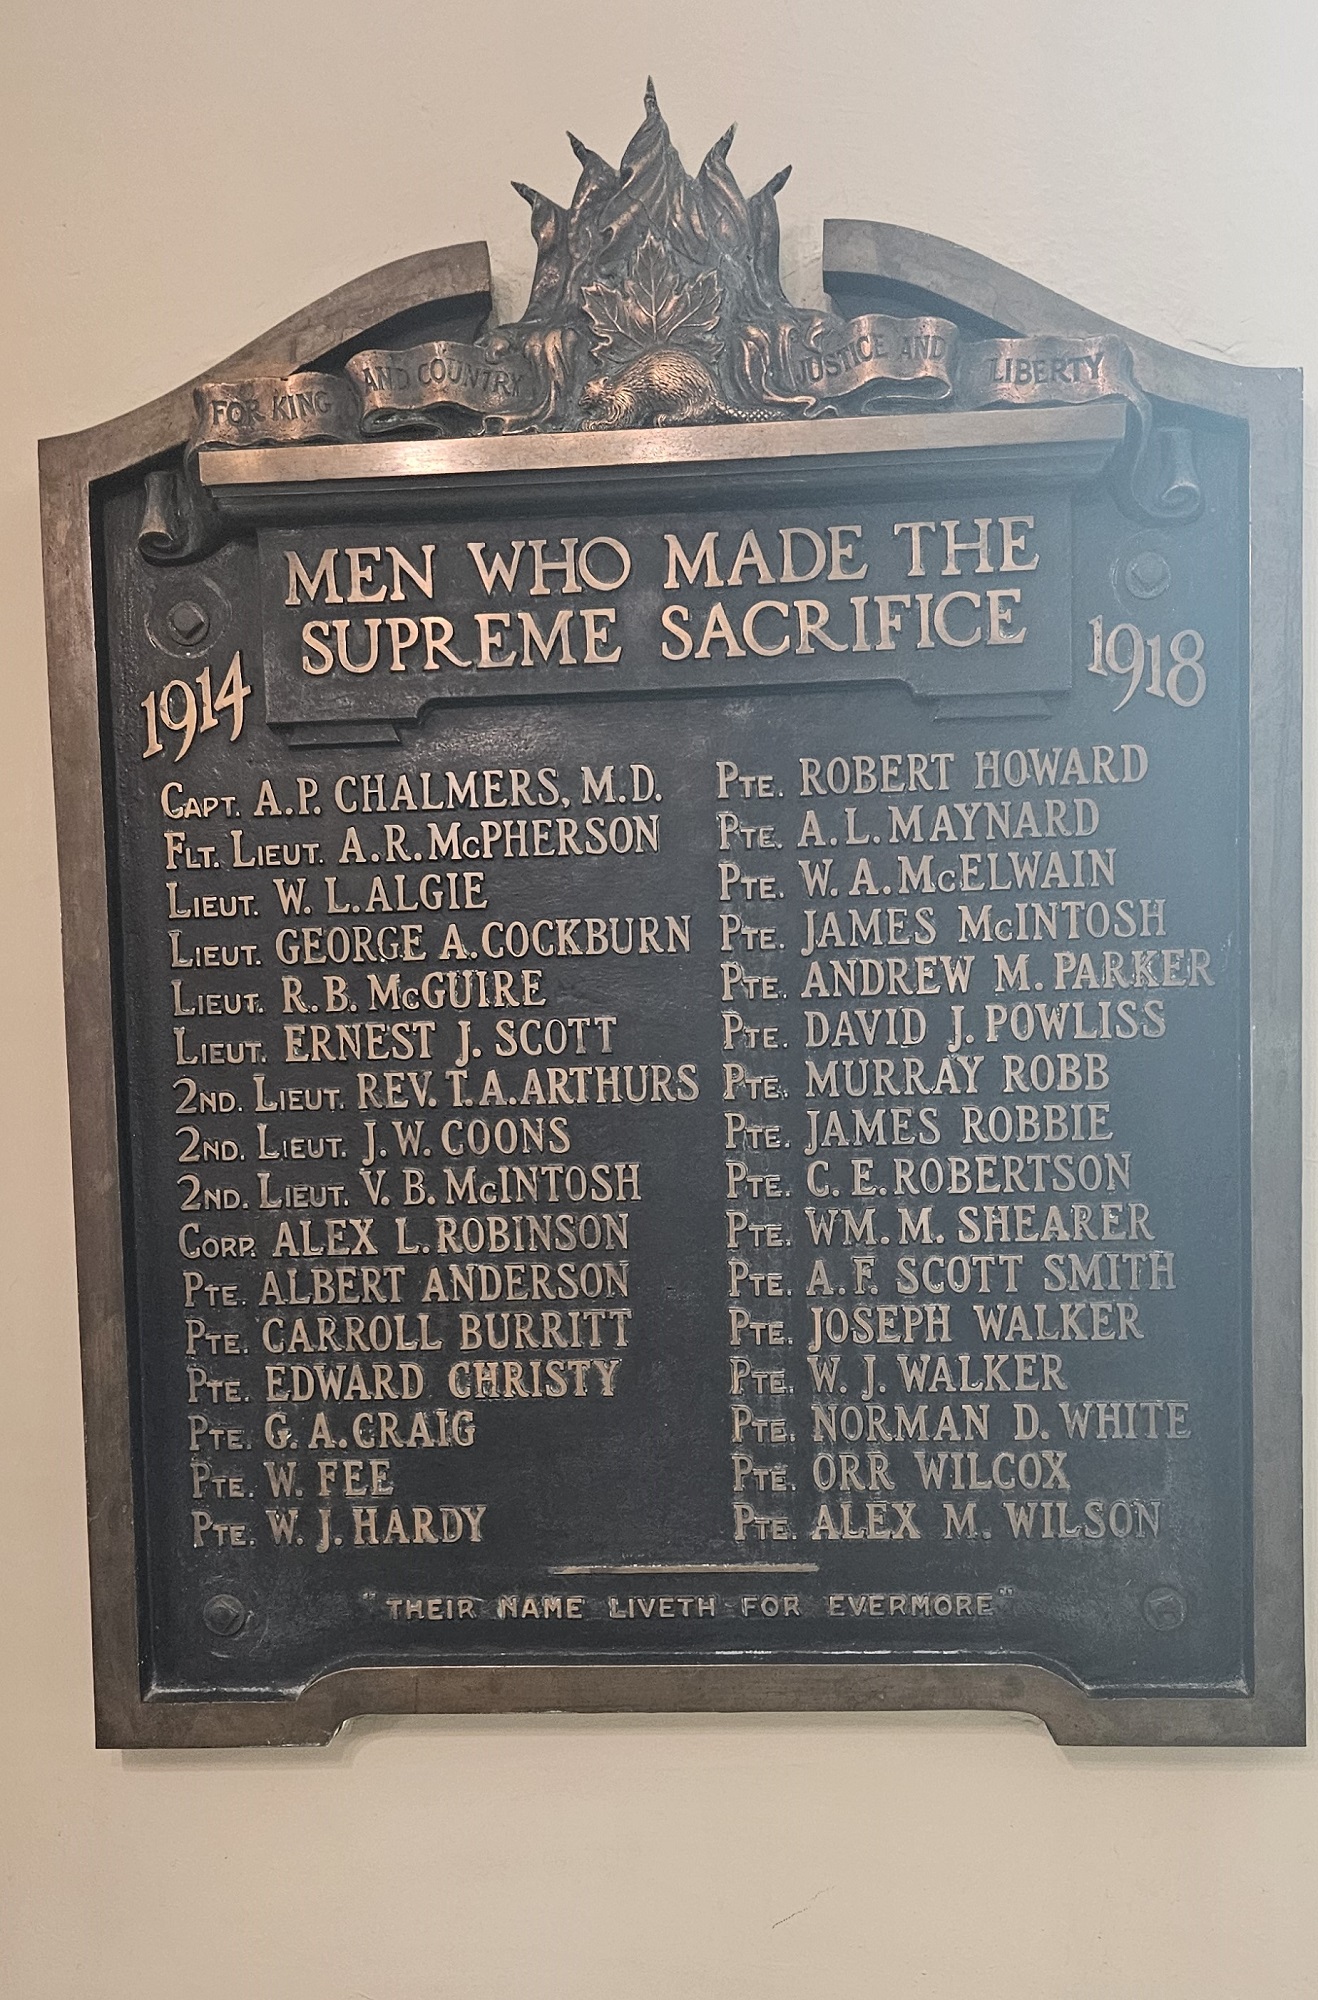 FOR KING AND COUNTRY JUSTICE AND LIBERTY
MEN WHO MADE THE
SUPREME SACRIFICE
1914
1918
CAPT. A.P. CHALMERS, M.D.
FLT. LIEUT. A.R. McPHERSON
LIEUT. W. L. ALGIE
LIEUT. GEORGE A. COCKBURN
LIEUT. R. B. McGUIRE
LIEUT. ERNEST J. SCOTT
2ND. LIEUT. REV. T. A. ARTHURS
2ND. LIEUT. J. W. COONS
2ND. LIEUT. V. B. McINTOSH
CORP. ALEX L. ROBINSON
PTE. ALBERT ANDERSON
PTE. CARROLL BURRITT
PTE. EDWARD CHRISTY
PTE. G. A. CRAIG
PTE. W. FEE
PTE. W. J. HARDY
PTE. ROBERT HOWARD
PTE. A. L. MAYNARD
PTE. W. A. McELWAIN
PTE. JAMES McINTOSH
PTE. ANDREW M. PARKER
PTE. DAVID J. POWLISS
PTE. MURRAY ROBB
PTE. JAMES ROBBIE
PTE. C. E. ROBERTSON
PTE. WM. M. SHEARER
PTE. A. F. SCOTT SMITH
PTE. JOSEPH WALKER
PTE. W. J. WALKER
PTE. NORMAN D. WHITE
PTE. ORR WILCOX
PTE. ALEX M. WILSON
"THEIR NAME LIVETH FOR EVERMORE"